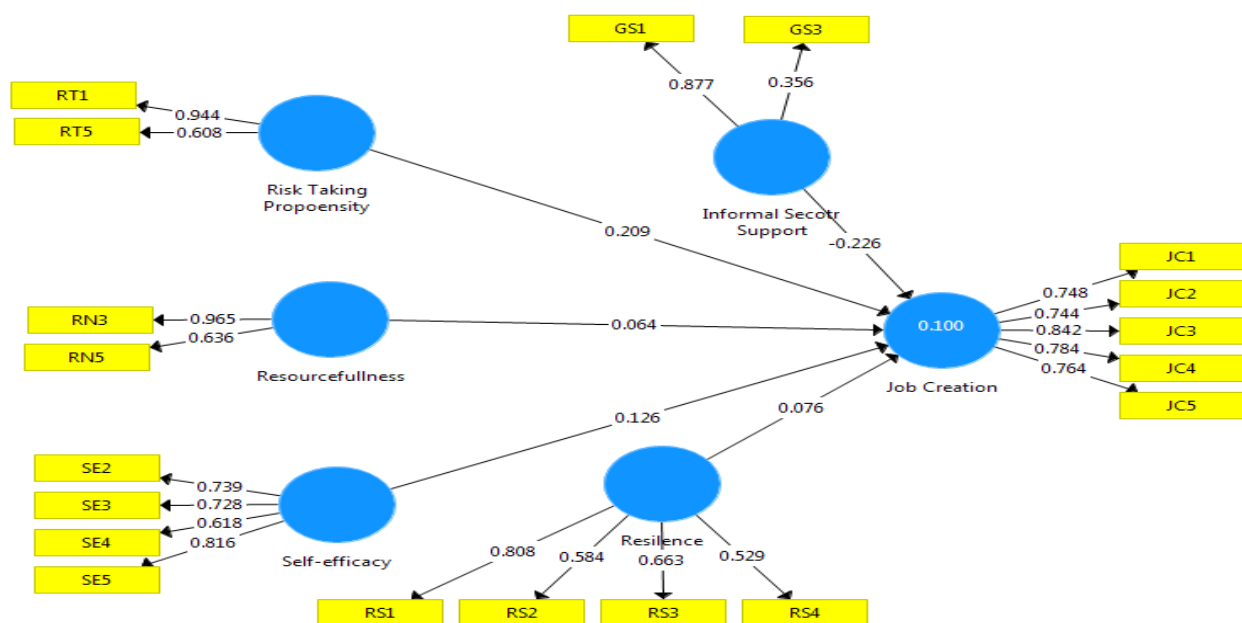 GS1
GS3
0.877
0.356
RT1
RT5
0.944
0.608
Risk Taking
Propoensity
Informal Secotr
Support
0.209
-0.226
RN3
RN5
0.965
0.636
Resourcefullness
0.064
0.100
Job Creation
JC1
JC2
JC3
JC4
JC5
0.748
0.744
0.842
0.784
0.764
0.126
0.076
SE2
SE3
SE4
SE5
0.739
0.728
0.618
0.816
Self-efficacy
Resilence
0.808
0.584
0.663
0.529
RS1
RS2
RS3
RS4